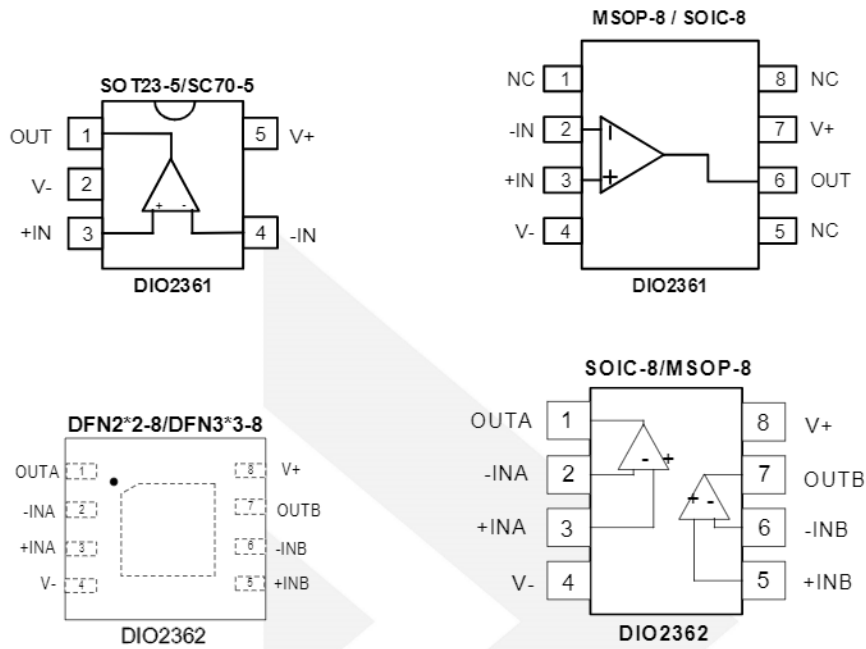 SOT23-5/SC70-5
OUT 1 5 V+
V- 2
+IN 3 + - 4 -IN
DIO2361
MSOP-8 / SOIC-8
NC 1 8 NC
-IN 2 - 7 V+
+IN 3 + 6 OUT
V- 4 5 NC
DIO2361
DFN2*2-8/DFN3*3-8
OUTA 1 8 V+
-INA 2 7 OUTB
+INA 3 6 -INB
V- 4 5 +INB
DIO2362
SOIC-8/MSOP-8
OUTA 1 8 V+
-INA 2 - + 7 OUTB
+INA 3 + - 6 -INB
V- 4 5 +INB
DIO2362